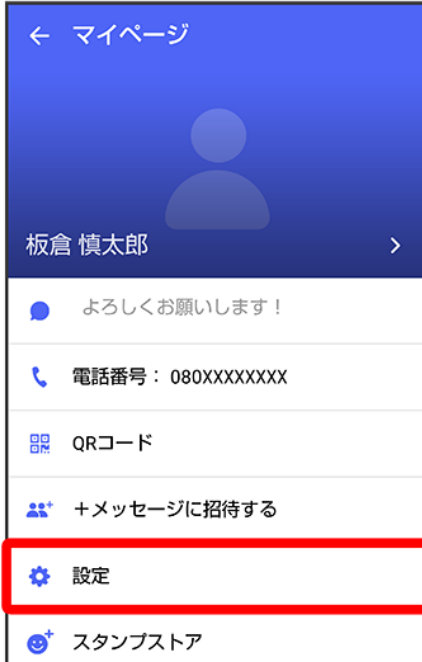 マイページ
板倉 慎太郎
よろしくお願いします！
電話番号： 080XXXXXXXX
QRコード
＋メッセージに招待する
設定
スタンプストア